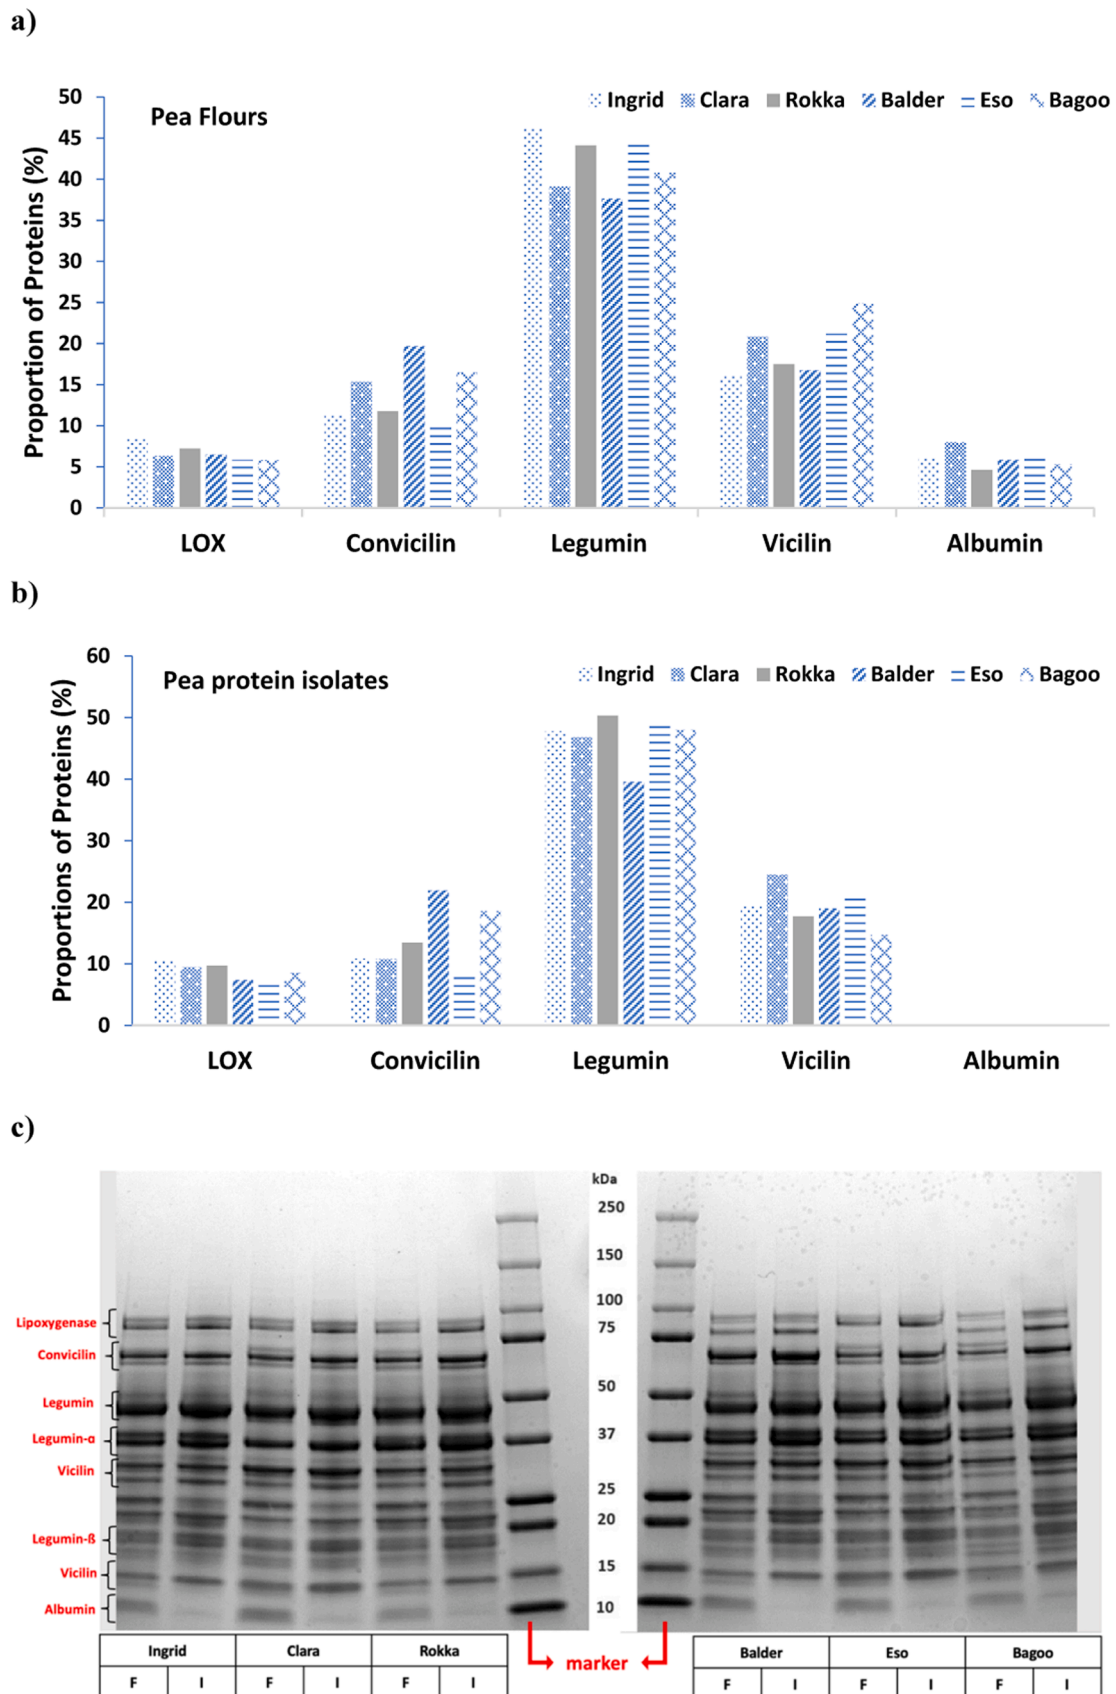 a)
Pea Flours
Ingrid Clara Rokka Balder Eso Bagoo
Proportion of Proteins (%)
50
45
40
35
30
25
20
15
10
5
0
LOX Convicilin Legumin Vicilin Albumin
b)
Pea protein isolates
Ingrid Clara Rokka Balder Eso Bagoo
Proportions of Proteins (%)
60
50
40
30
20
10
0
LOX Convicilin Legumin Vicilin Albumin
c)
kDa
250
150
100
75
50
37
25
20
15
10
Lipoxygenase
Convicilin
Legumin
Legumin-α
Vicilin
Legumin-ß
Vicilin
Albumin
marker
Ingrid Clara Rokka
F I F I F I
Balder Eso Bagoo
F I F I F I